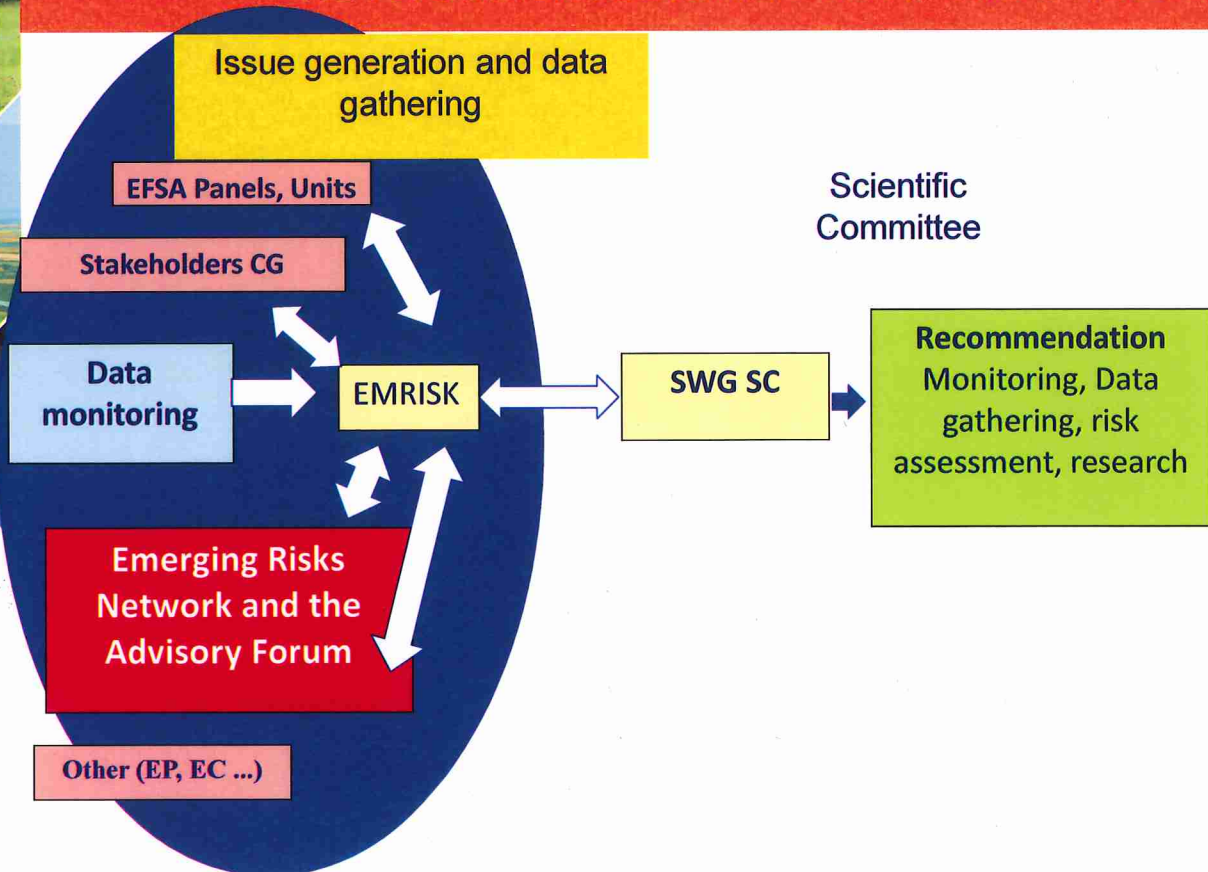 Issue generation and data
gathering
EFSA Panels, Units
Stakeholders CG
Scientific
Committee
Data
monitoring
EMRISK
SWG SC
Recommendation
Monitoring, Data
gathering, risk
assessment, research
Emerging Risks
Network and the
Advisory Forum
Other (EP, EC ...)